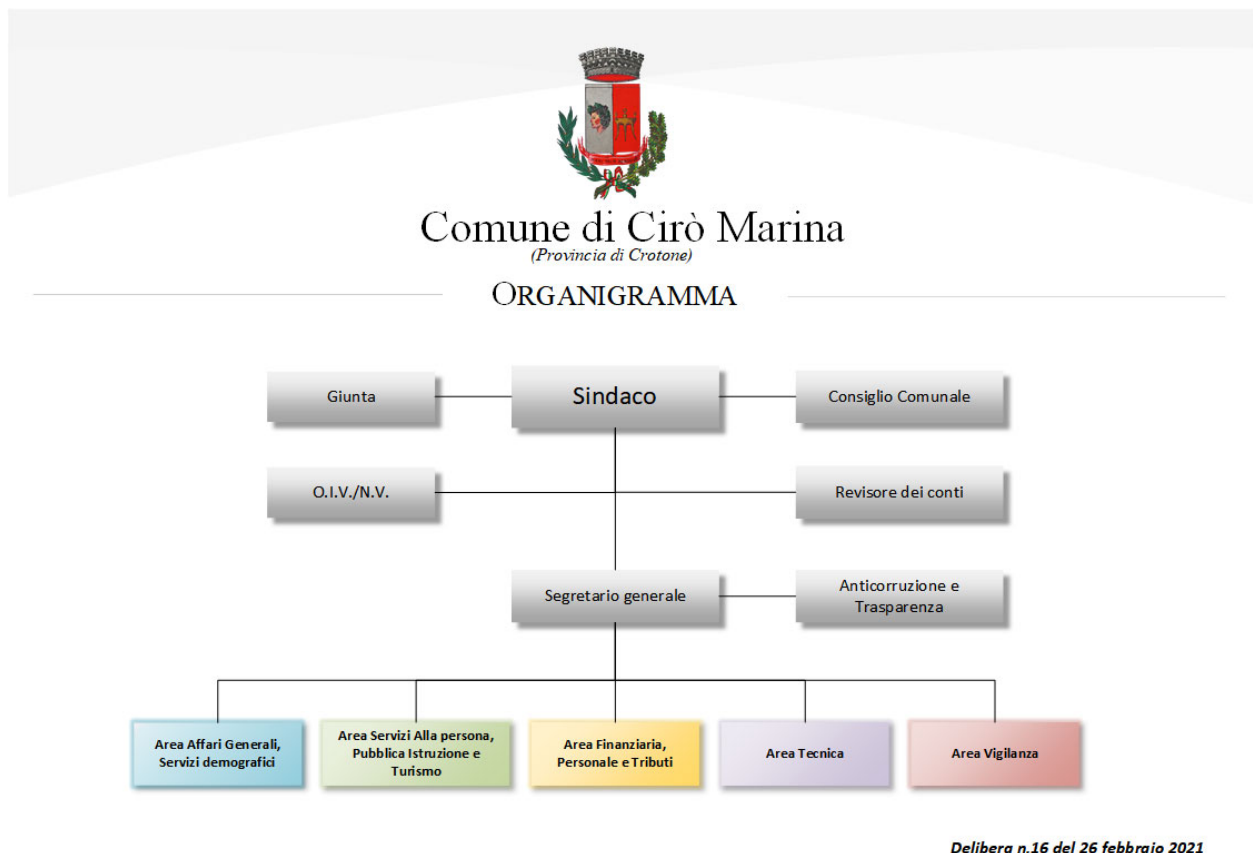 Comune di Cirò Marina
(Provincia di Crotone)
ORGANIGRAMMA
Giunta
Sindaco
Consiglio Comunale
O.I.V./N.V.
Revisore dei conti
Segretario generale
Anticorruzione e
Trasparenza
Area Affari Generali,
Servizi demografici
Area Servizi Alla persona,
Pubblica Istruzione e
Turismo
Area Finanziaria,
Personale e Tributi
Area Tecnica
Area Vigilanza
Delibera n.16 del 26 febbraio 2021